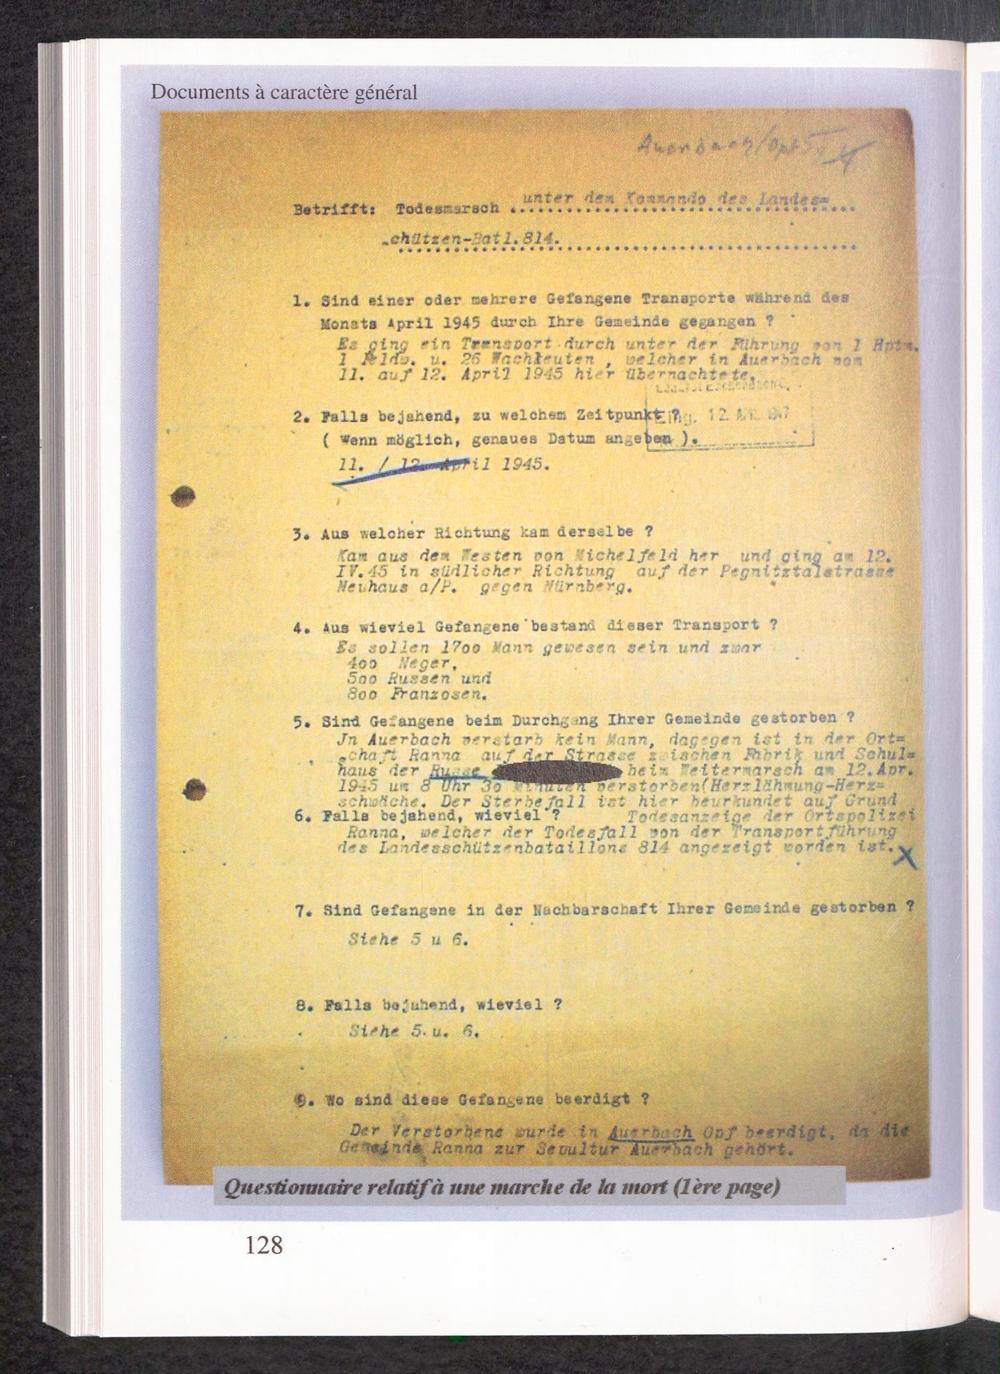 Documents à caractère général
Betrifft: Todesmarsch unter dem Kommando des Landes=
schützen-Batl. 814.
1. Sind einer oder mehrere Gefangene Transporte während des
Monats April 1945 durch Ihre Gemeinde gegangen ?
Es ging ein Transport durch unter der Führung von 1 Hptm.
1 Feldw. u. 26 Wachleuten , welcher in Auerbach vom
11. auf 12. April 1945 hier übernachtete.
Eing. 12. APR. 1947
2. Falls bejahend, zu welchem Zeitpunkt ?
( Wenn möglich, genaues Datum angeben ).
11. / 12. April 1945.
3. Aus welcher Richtung kam derselbe ?
Kam aus dem Westen von Michelfeld her und ging am 12.
IV.45 in südlicher Richtung auf der Pegnitztalstrasse
Neuhaus a/P. gegen Nürnberg.
4. Aus wieviel Gefangene bestand dieser Transport ?
Es sollen 17oo Mann gewesen sein und zwar
4oo Neger,
5oo Russen und
8oo Franzosen.
5. Sind Gefangene beim Durchgang Ihrer Gemeinde gestorben ?
Jn Auerbach verstarb kein Mann, dagegen ist in der Ort=
schaft Ranna auf der Strasse zwischen Fabrik und Schul=
haus der Russe beim Weitermarsch am 12.Apr.
1945 um 8 Uhr 3o Minuten verstorben(Herzlähmung-Herz=
schwäche. Der Sterbefall ist hier beurkundet auf Grund
6. Falls bejahend, wieviel ? Todesanzeige der Ortspolizei
Ranna, welcher der Todesfall von der Transportführung
des Landesschützenbataillons 814 angezeigt worden ist. X
7. Sind Gefangene in der Nachbarschaft Ihrer Gemeinde gestorben ?
Siehe 5 u 6.
8. Falls bejahend, wieviel ?
Siehe 5. u. 6.
9. Wo sind diese Gefangene beerdigt ?
Der Verstorbene wurde in Auerbach Opf beerdigt, da die
Gemeinde Ranna zur Sepultur Auerbach gehört.
Questionnaire relatif à une marche de la mort (1ère page)
128